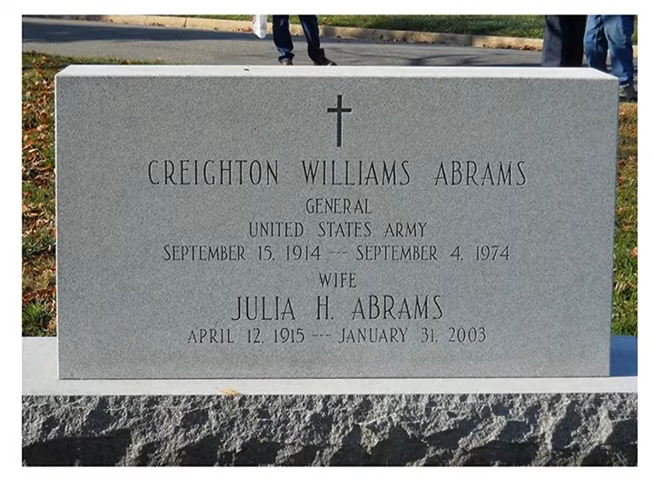 CREIGHTON WILLIAMS ABRAMS
GENERAL
UNITED STATES ARMY
SEPTEMBER 15, 1914 --- SEPTEMBER 4, 1974
WIFE
JULIA H. ABRAMS
APRIL 12, 1915 --- JANUARY 31, 2003